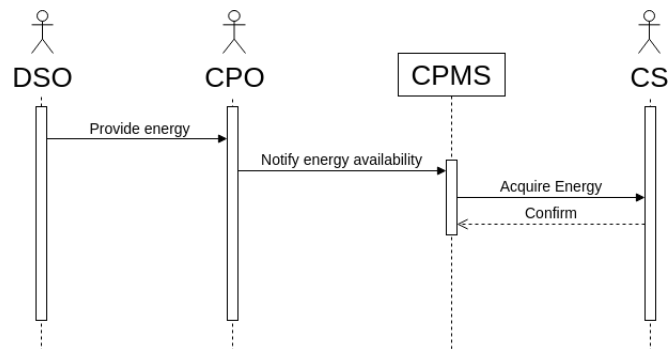 DSO
CPO
CPMS
CS
Provide energy
Notify energy availability
Acquire Energy
Confirm